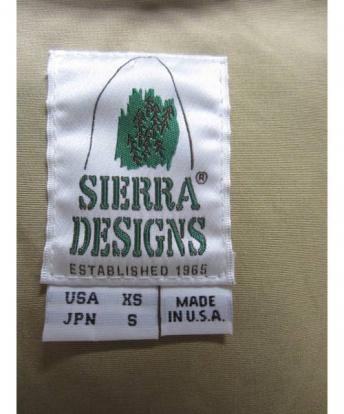 SIERRA®
DESIGNS
ESTABLISHED 1965
USA XS
JPN S
MADE
IN U.S.A.